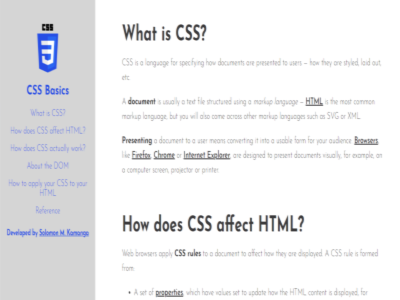 CSS
CSS Basics
What is CSS?
How does CSS affect HTML?
How does CSS actually work?
About the DOM
How to apply your CSS to your
HTML
Reference
Developed by Solomon M. Kamanga
What is CSS?
CSS is a language for specifying how documents are presented to users — how they are styled, laid out,
etc.
A document is usually a text file structured using a markup language — HTML is the most common
markup language, but you will also come across other markup languages such as SVG or XML.
Presenting a document to a user means converting it into a usable form for your audience. Browsers,
like Firefox, Chrome or Internet Explorer, are designed to present documents visually, for example, on
a computer screen, projector or printer.
How does CSS affect HTML?
Web browsers apply CSS rules to a document to affect how they are displayed. A CSS rule is formed
from:
• A set of properties, which have values set to update how the HTML content is displayed, for